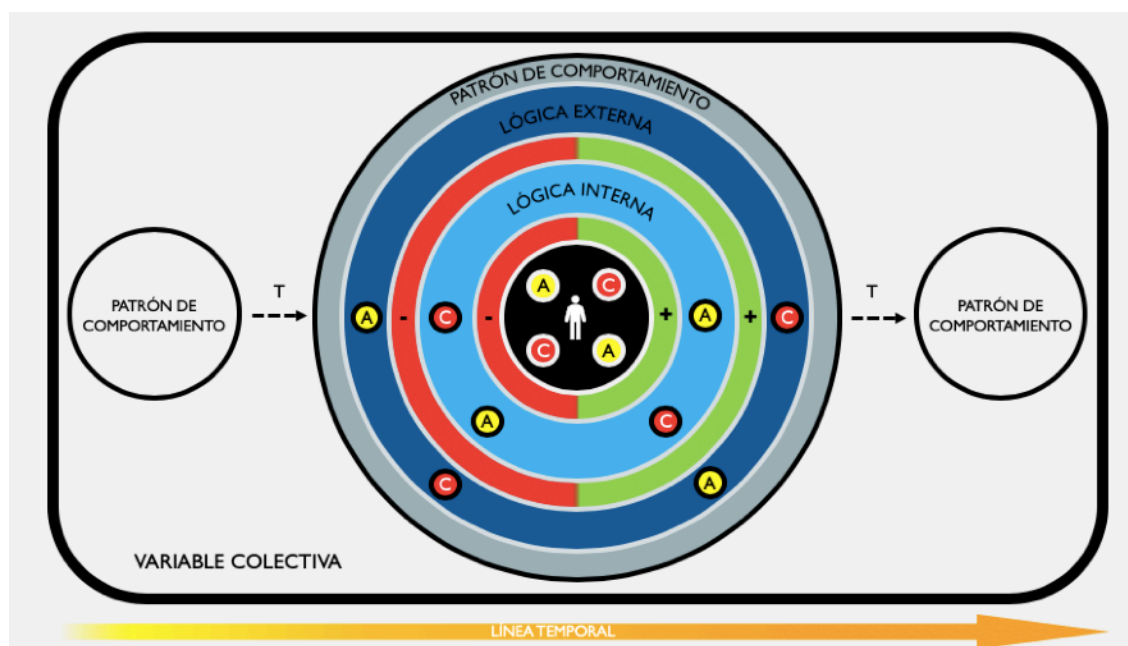 PATRÓN DE COMPORTAMIENTO
LÓGICA EXTERNA
LÓGICA INTERNA
A C
PATRÓN DE
COMPORTAMIENTO
T
A - C - + A + C
T
PATRÓN DE
COMPORTAMIENTO
C A
A C
C A
VARIABLE COLECTIVA
LÍNEA TEMPORAL